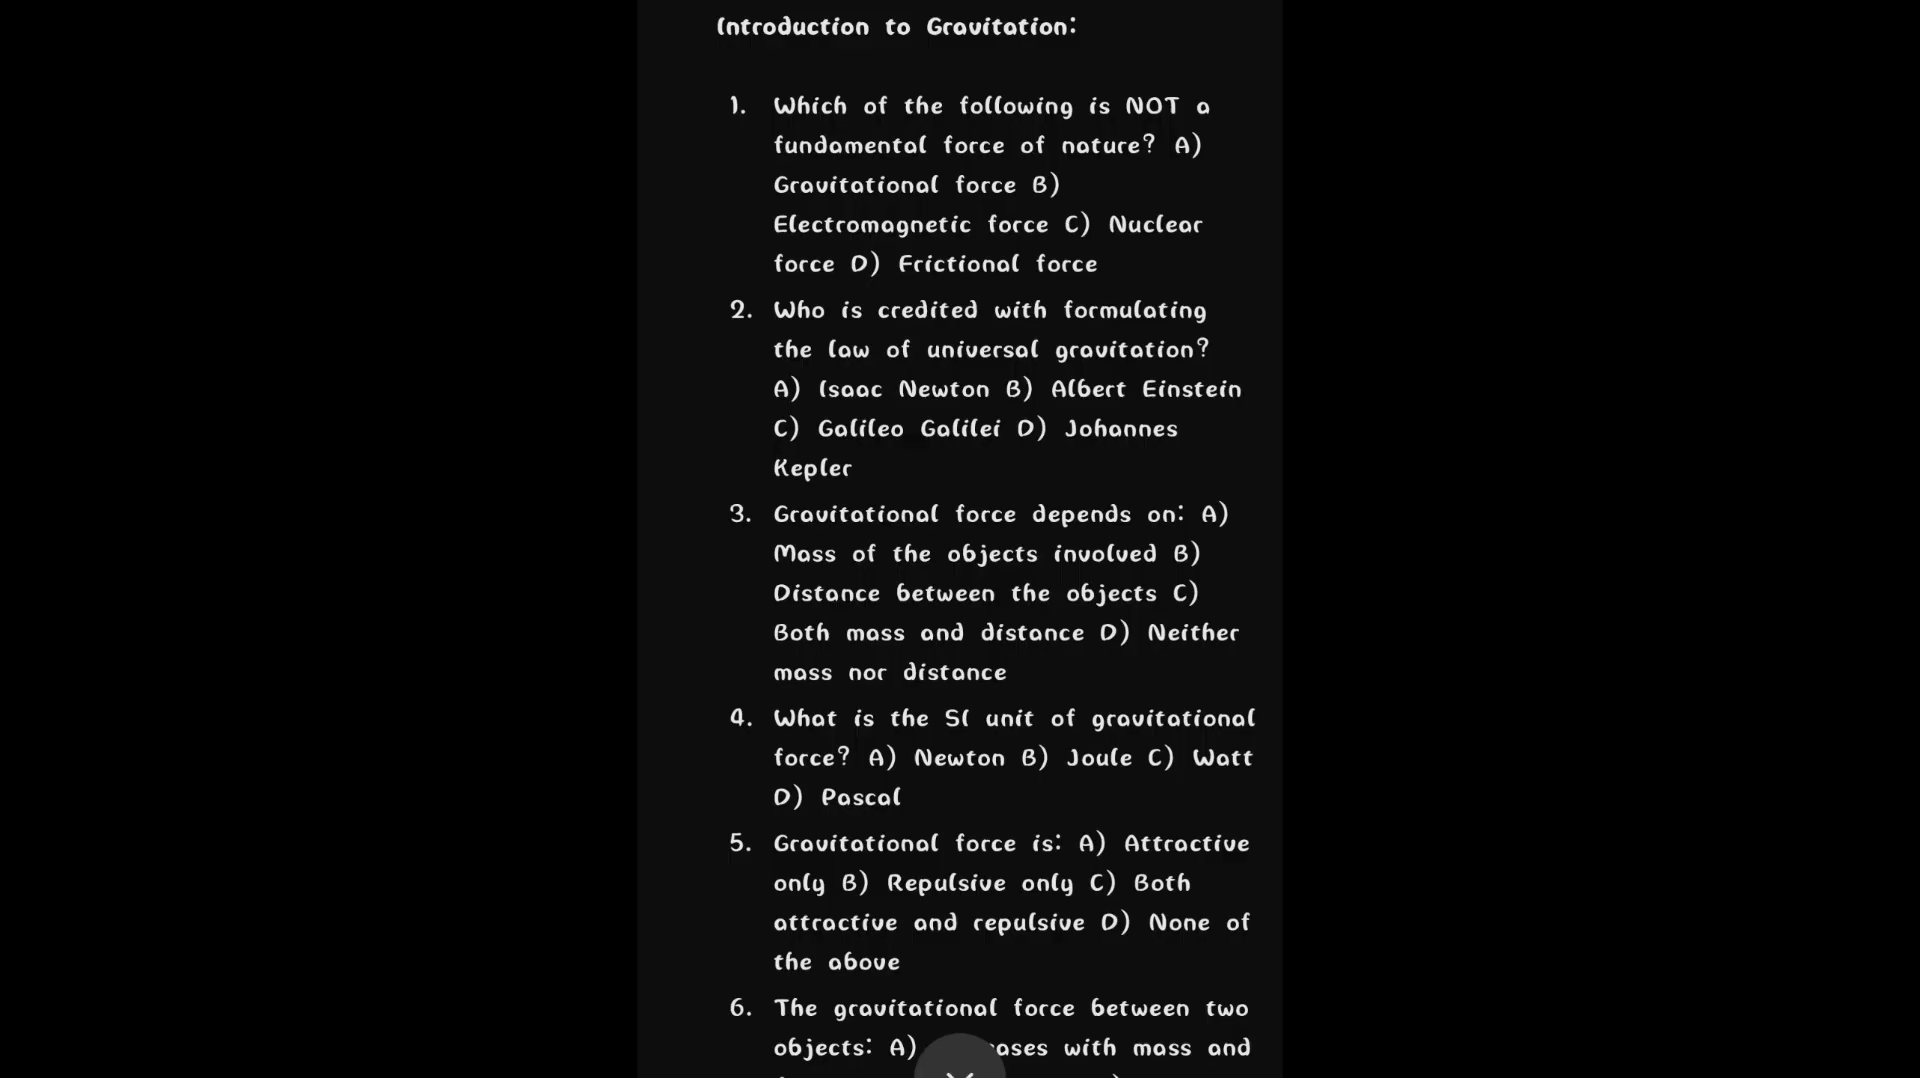 Introduction to Gravitation:
1. Which of the following is NOT a
fundamental force of nature? A)
Gravitational force B)
Electromagnetic force C) Nuclear
force D) Frictional force
2. Who is credited with formulating
the law of universal gravitation?
A) Isaac Newton B) Albert Einstein
C) Galileo Galilei D) Johannes
Kepler
3. Gravitational force depends on: A)
Mass of the objects involved B)
Distance between the objects C)
Both mass and distance D) Neither
mass nor distance
4. What is the SI unit of gravitational
force? A) Newton B) Joule C) Watt
D) Pascal
5. Gravitational force is: A) Attractive
only B) Repulsive only C) Both
attractive and repulsive D) None of
the above
6. The gravitational force between two
objects: A) with mass and